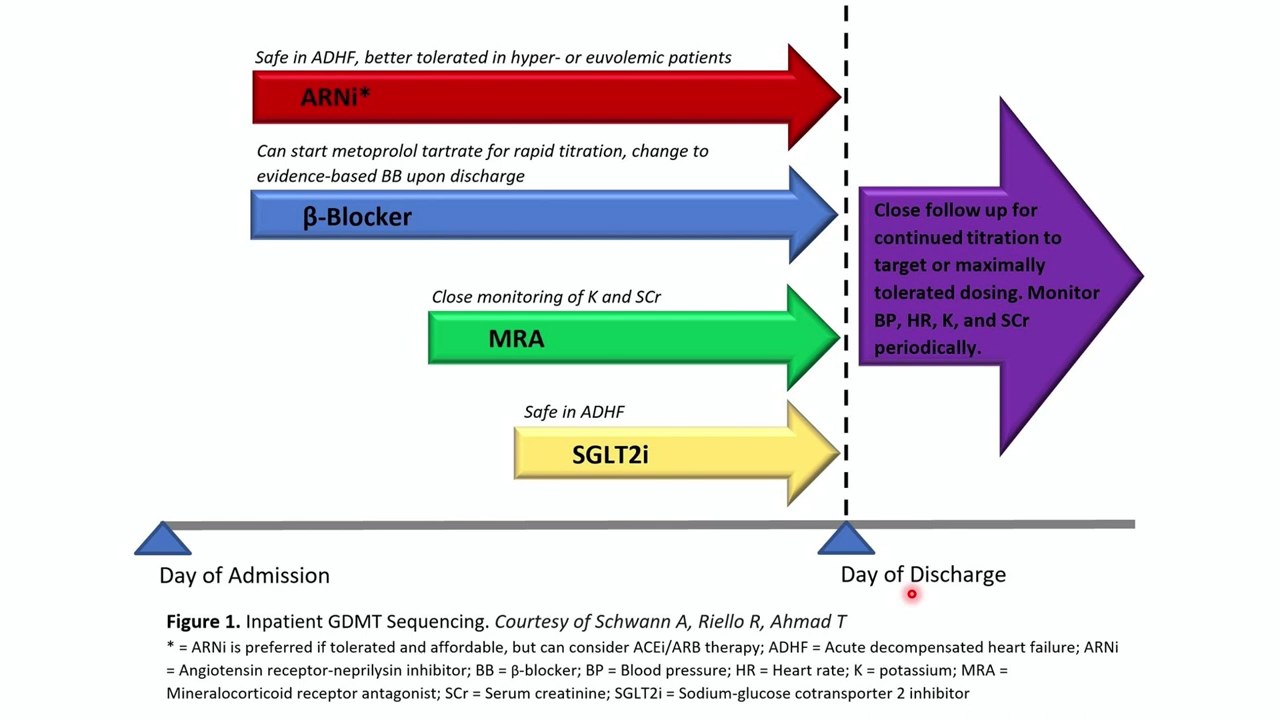 Safe in ADHF, better tolerated in hyper- or euvolemic patients
ARNi*
Can start metoprolol tartrate for rapid titration, change to
evidence-based BB upon discharge
β-Blocker
Close monitoring of K and SCr
MRA
Safe in ADHF
SGLT2i
Close follow up for
continued titration to
target or maximally
tolerated dosing. Monitor
BP, HR, K, and SCr
periodically.
Day of Admission
Day of Discharge
Figure 1. Inpatient GDMT Sequencing. Courtesy of Schwann A, Riello R, Ahmad T
* = ARNi is preferred if tolerated and affordable, but can consider ACEi/ARB therapy; ADHF = Acute decompensated heart failure; ARNi
= Angiotensin receptor-neprilysin inhibitor; BB = β-blocker; BP = Blood pressure; HR = Heart rate; K = potassium; MRA =
Mineralocorticoid receptor antagonist; SCr = Serum creatinine; SGLT2i = Sodium-glucose cotransporter 2 inhibitor